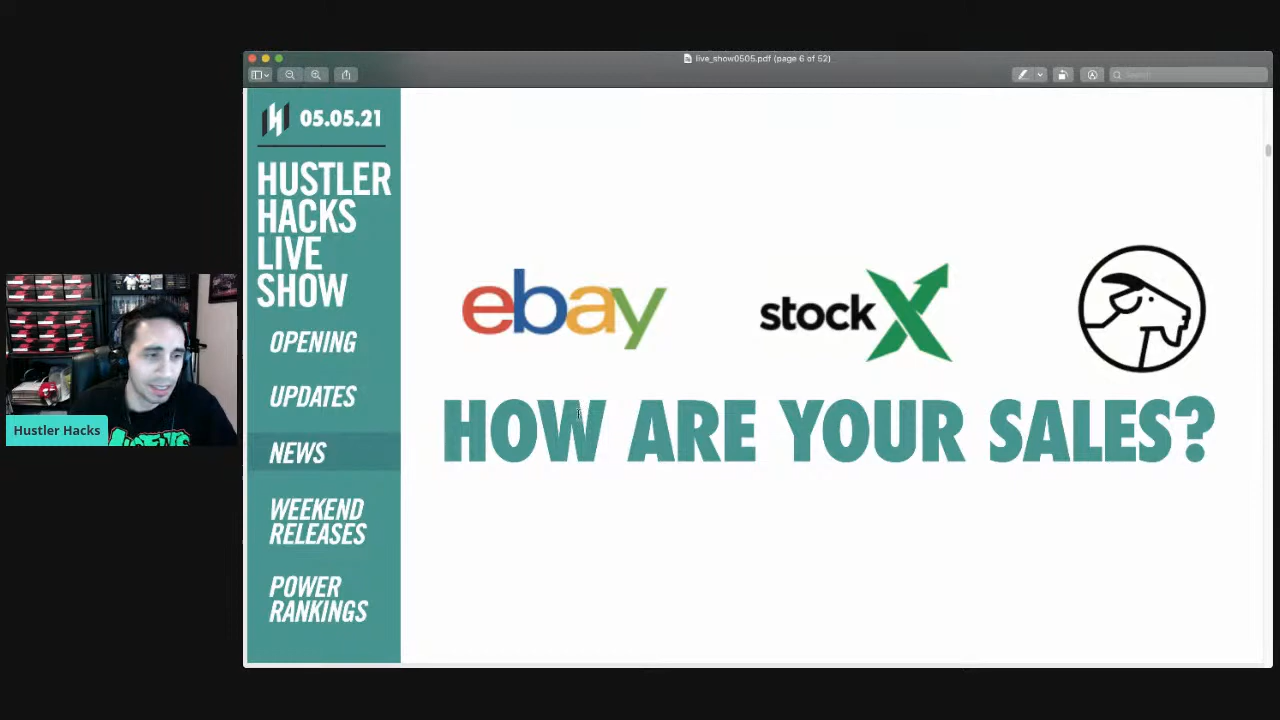 live_show0505.pdf (page 6 of 52)
Search
05.05.21
HUSTLER
HACKS
LIVE
SHOW
OPENING
UPDATES
NEWS
WEEKEND
RELEASES
POWER
RANKINGS
ebay
stockX
HOW ARE YOUR SALES?
Hustler Hacks